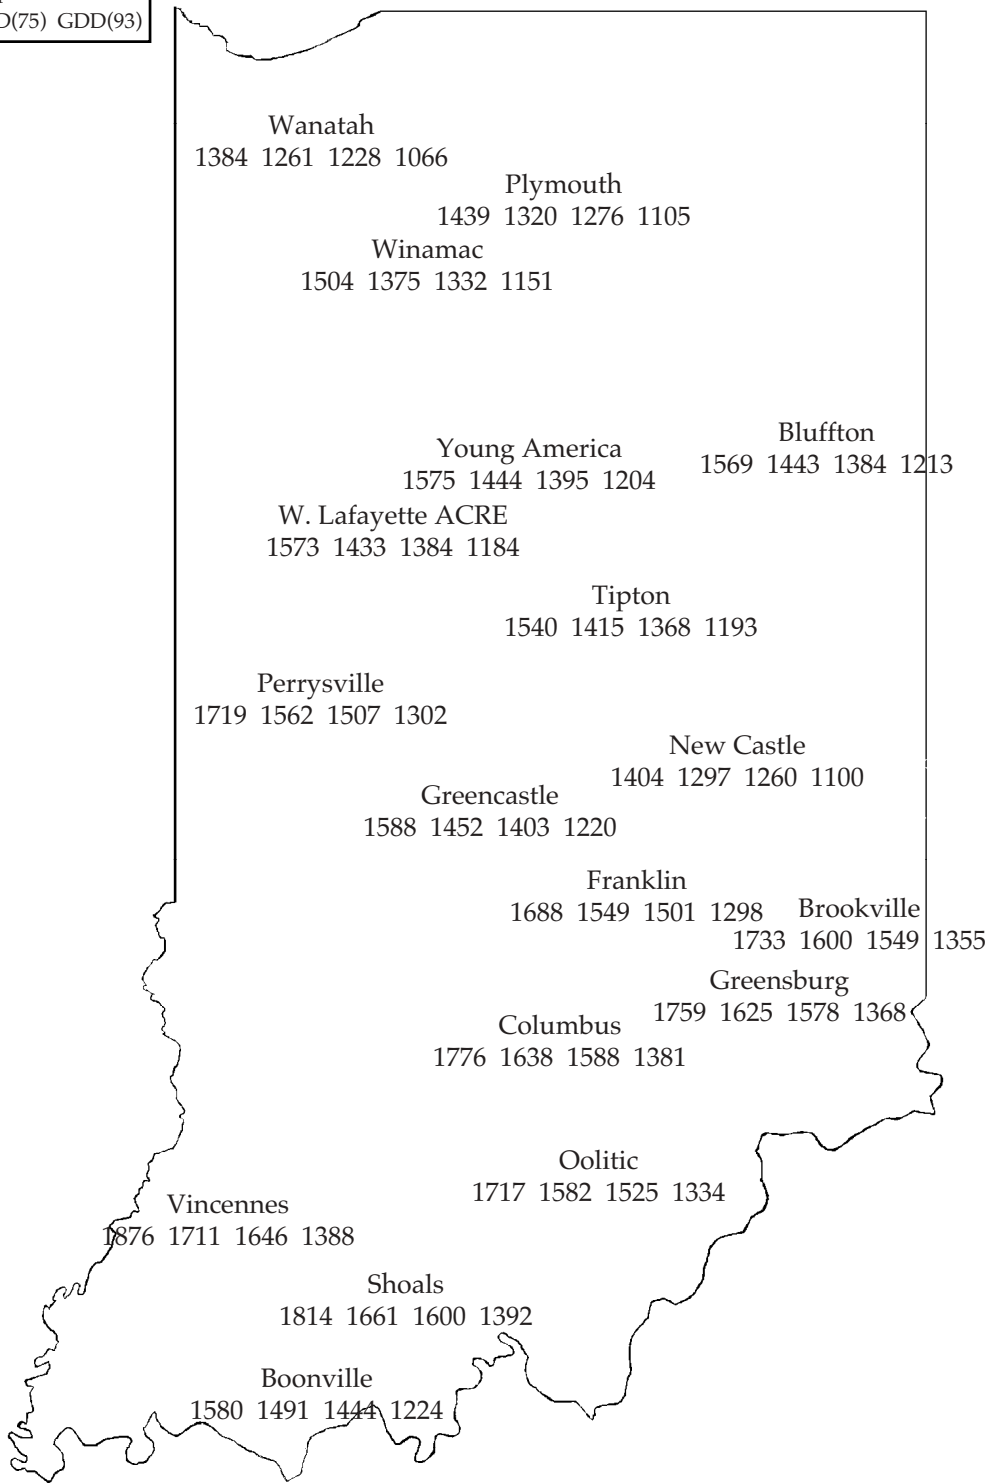 GDD(93)
Wanatah
1384 1261 1228 1066
Plymouth
1439 1320 1276 1105
Winamac
1504 1375 1332 1151
Bluffton
1569 1443 1384 1213
Young America
1575 1444 1395 1204
W. Lafayette ACRE
1573 1433 1384 1184
Tipton
1540 1415 1368 1193
Perrysville
1719 1562 1507 1302
New Castle
1404 1297 1260 1100
Greencastle
1588 1452 1403 1220
Franklin
1688 1549 1501 1298
Brookville
1733 1600 1549 1355
Greensburg
1759 1625 1578 1368
Columbus
1776 1638 1588 1381
Oolitic
1717 1582 1525 1334
Vincennes
1876 1711 1646 1388
Shoals
1814 1661 1600 1392
Boonville
1580 1491 1444 1224